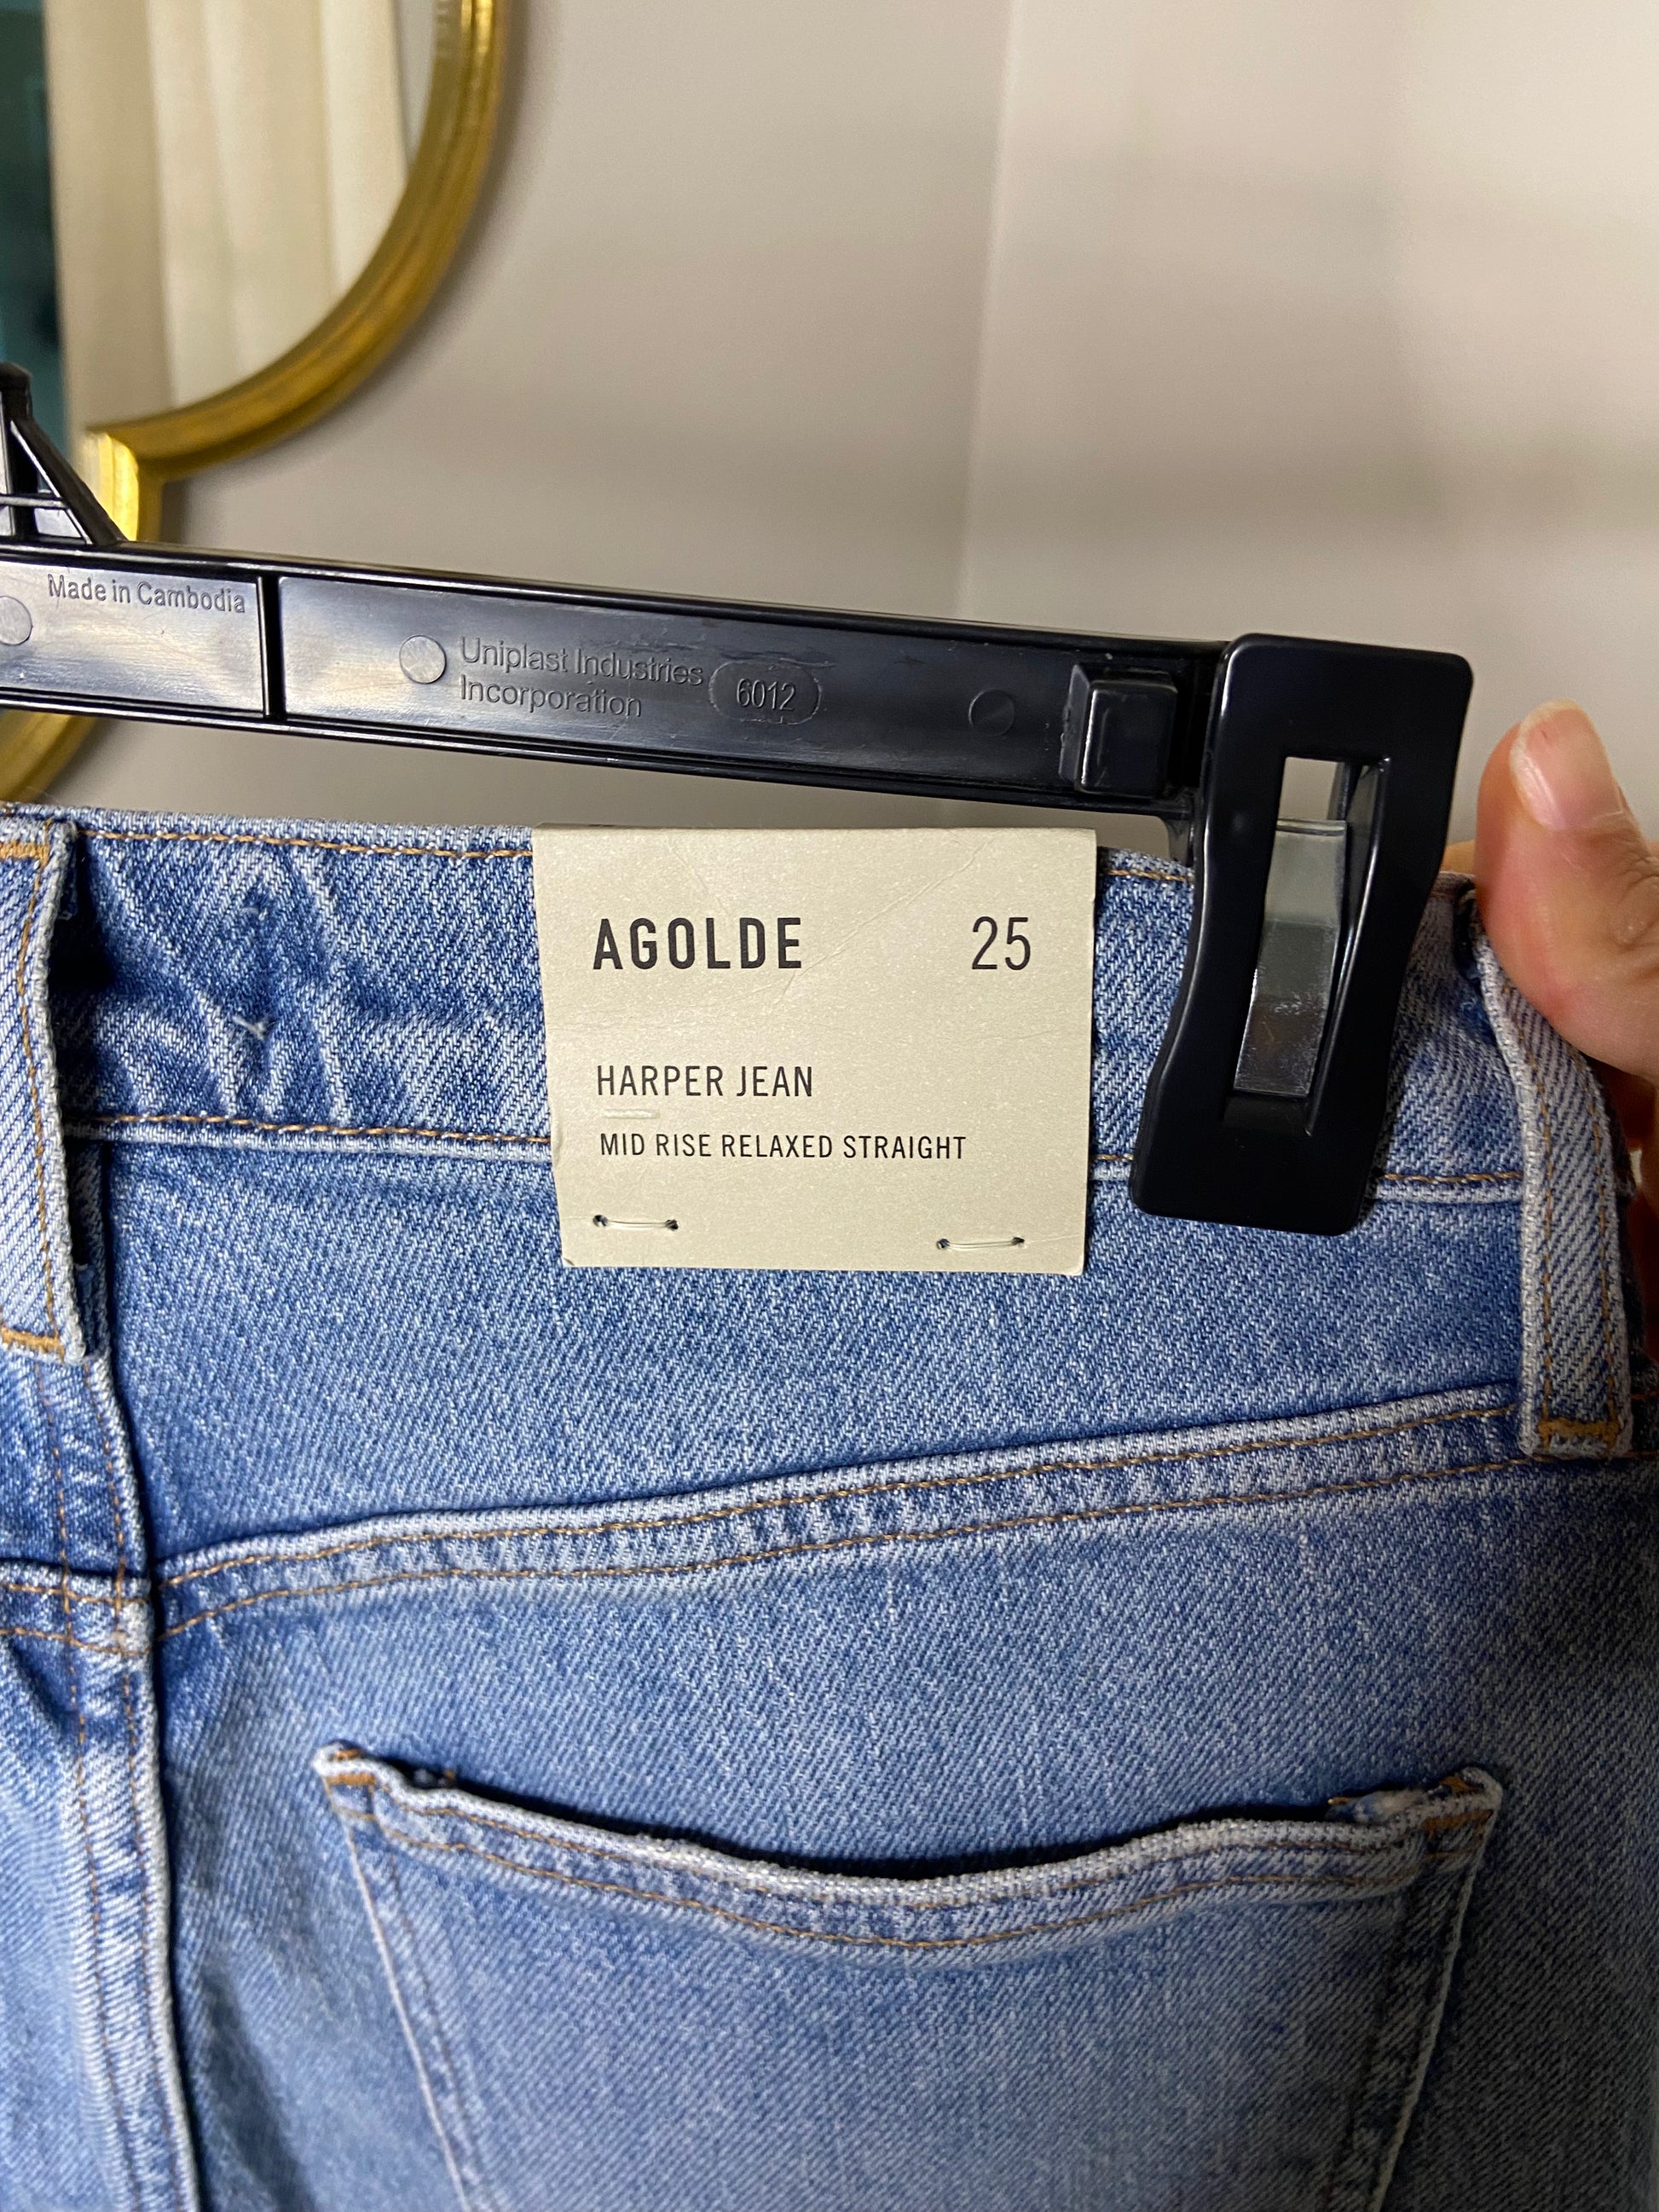 Made in Cambodia
Uniplast Industries
Incorporation
6012
AGOLDE 25
HARPER JEAN
MID RISE RELAXED STRAIGHT